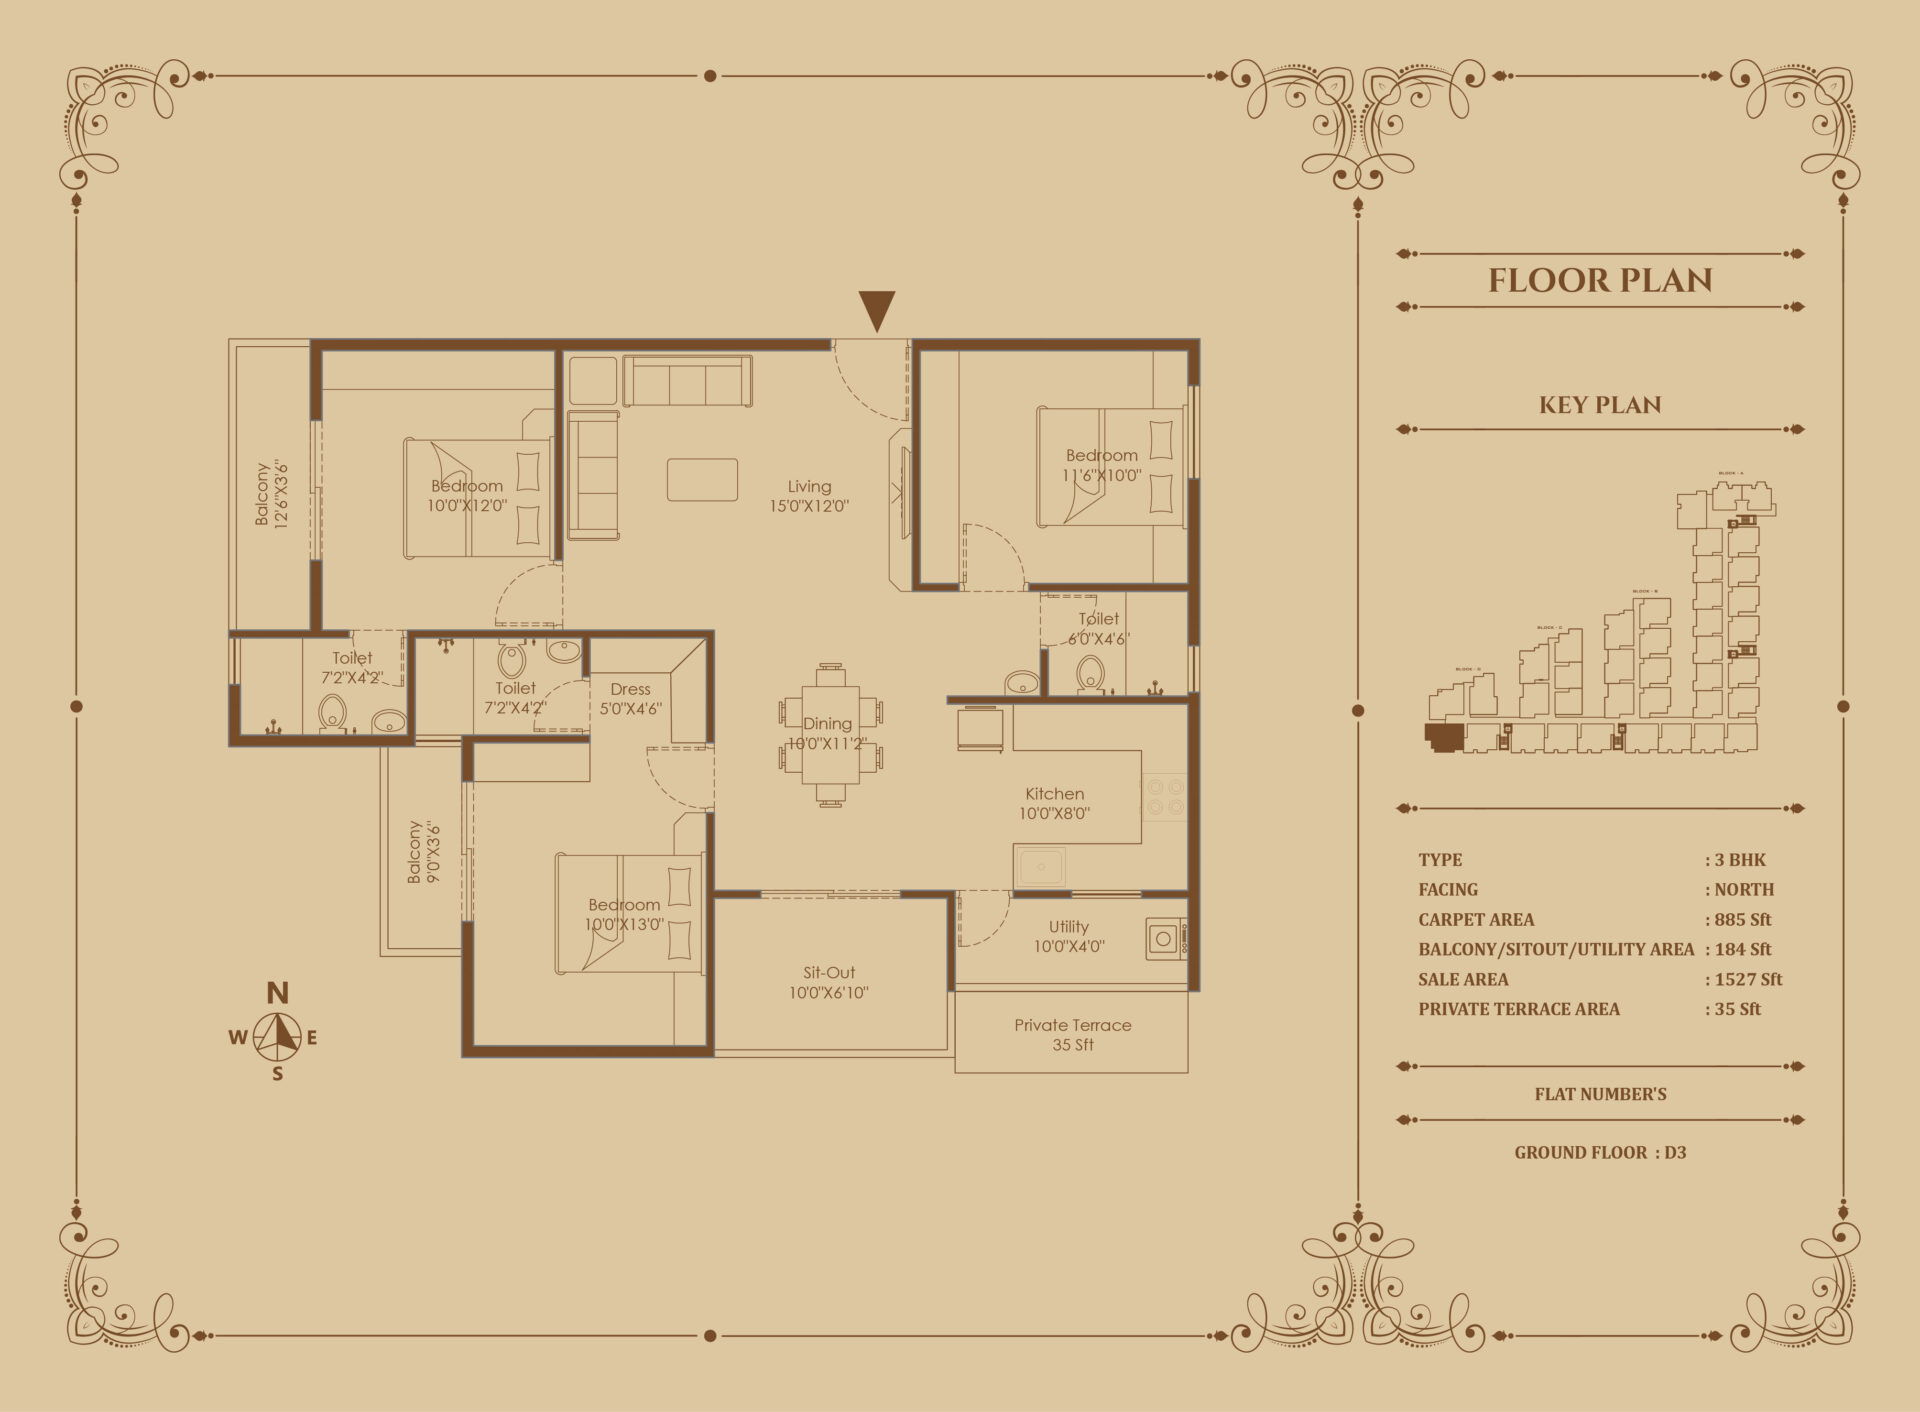 Balcony
12'6"X3'6"
Bedroom
10'0"X12'0"
Living
15'0"X12'0"
Bedroom
11'6"X10'0"
Toilet
7'2"X4'2"
Toilet
7'2"X4'2"
Dress
5'0"X4'6"
Toilet
6'0"X4'6'
Dining
10'0"X11'2"
Kitchen
10'0"X8'0"
Balcony
9'0"X3'6"
Bedroom
10'0"X13'0"
Sit-Out
10'0"X6'10"
Utility
10'0"X4'0"
Private Terrace
35 Sft
N
W E
S
FLOOR PLAN
KEY PLAN
BLOCK - A
BLOCK - B
BLOCK - C
BLOCK - D
TYPE : 3 BHK
FACING : NORTH
CARPET AREA : 885 Sft
BALCONY/SITOUT/UTILITY AREA : 184 Sft
SALE AREA : 1527 Sft
PRIVATE TERRACE AREA : 35 Sft
FLAT NUMBER'S
GROUND FLOOR : D3